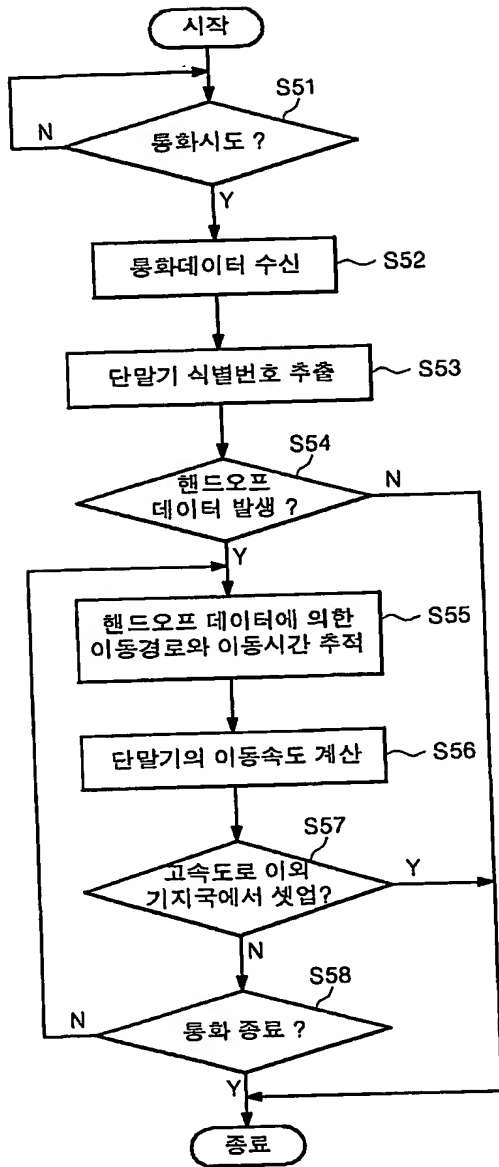 시작
S51
통화시도 ?
N
Y
통화데이터 수신
S52
단말기 식별번호 추출
S53
S54
핸드오프
데이터 발생 ?
N
Y
핸드오프 데이터에 의한
이동경로와 이동시간 추적
S55
단말기의 이동속도 계산
S56
S57
고속도로 이외
기지국에서 셋업?
Y
N
S58
통화 종료 ?
N
Y
종료